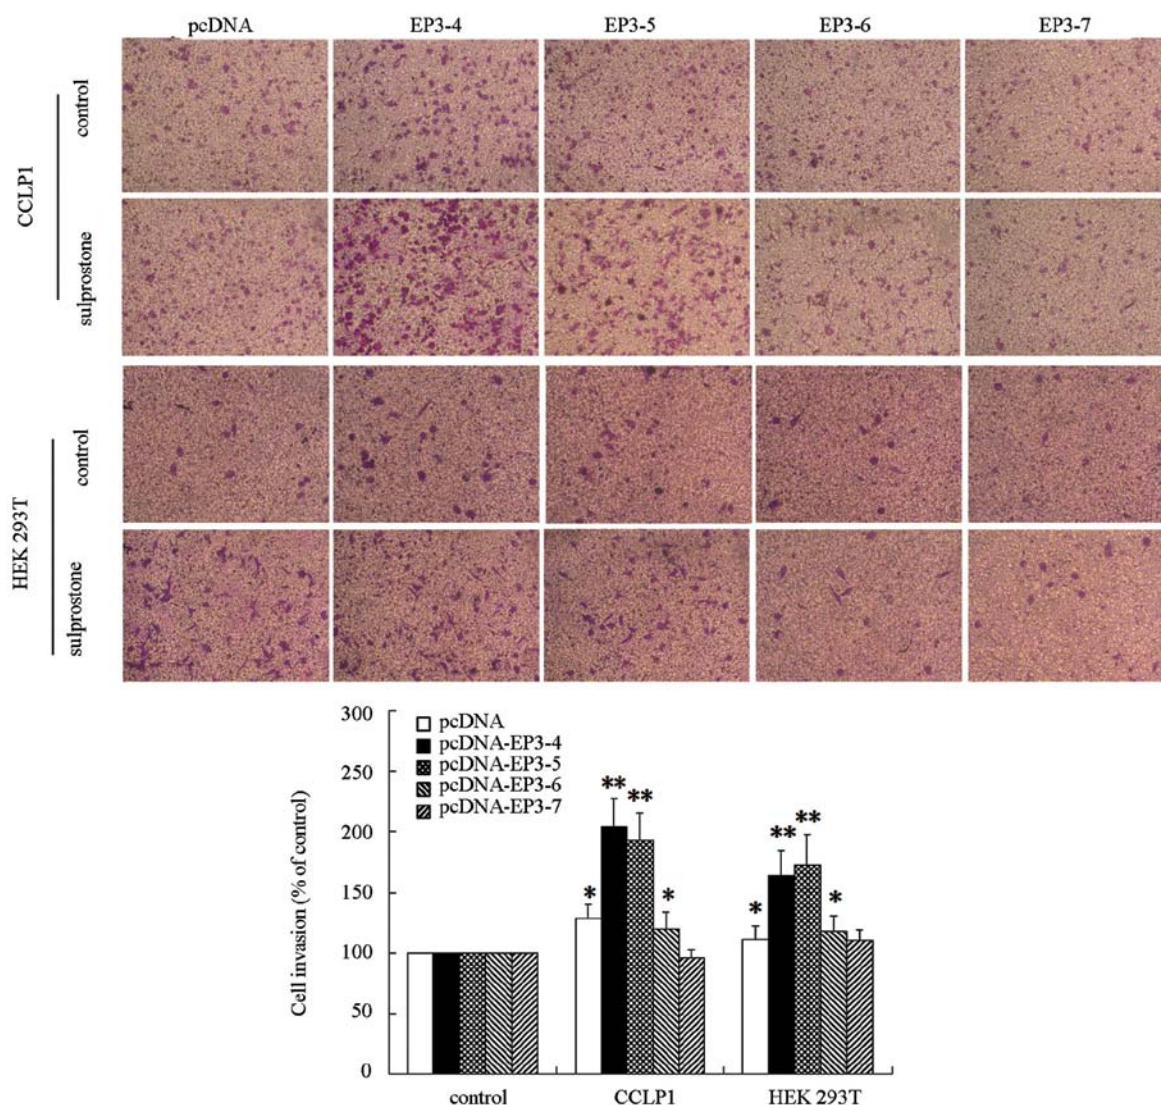 pcDNA EP3-4 EP3-5 EP3-6 EP3-7
CCLP1
control
sulprostone
HEK 293T
control
sulprostone
300
250
200
150
100
50
0
Cell invasion (% of control)
pcDNA
pcDNA-EP3-4
pcDNA-EP3-5
pcDNA-EP3-6
pcDNA-EP3-7
* ** ** *
* ** ** *
control CCLP1 HEK 293T